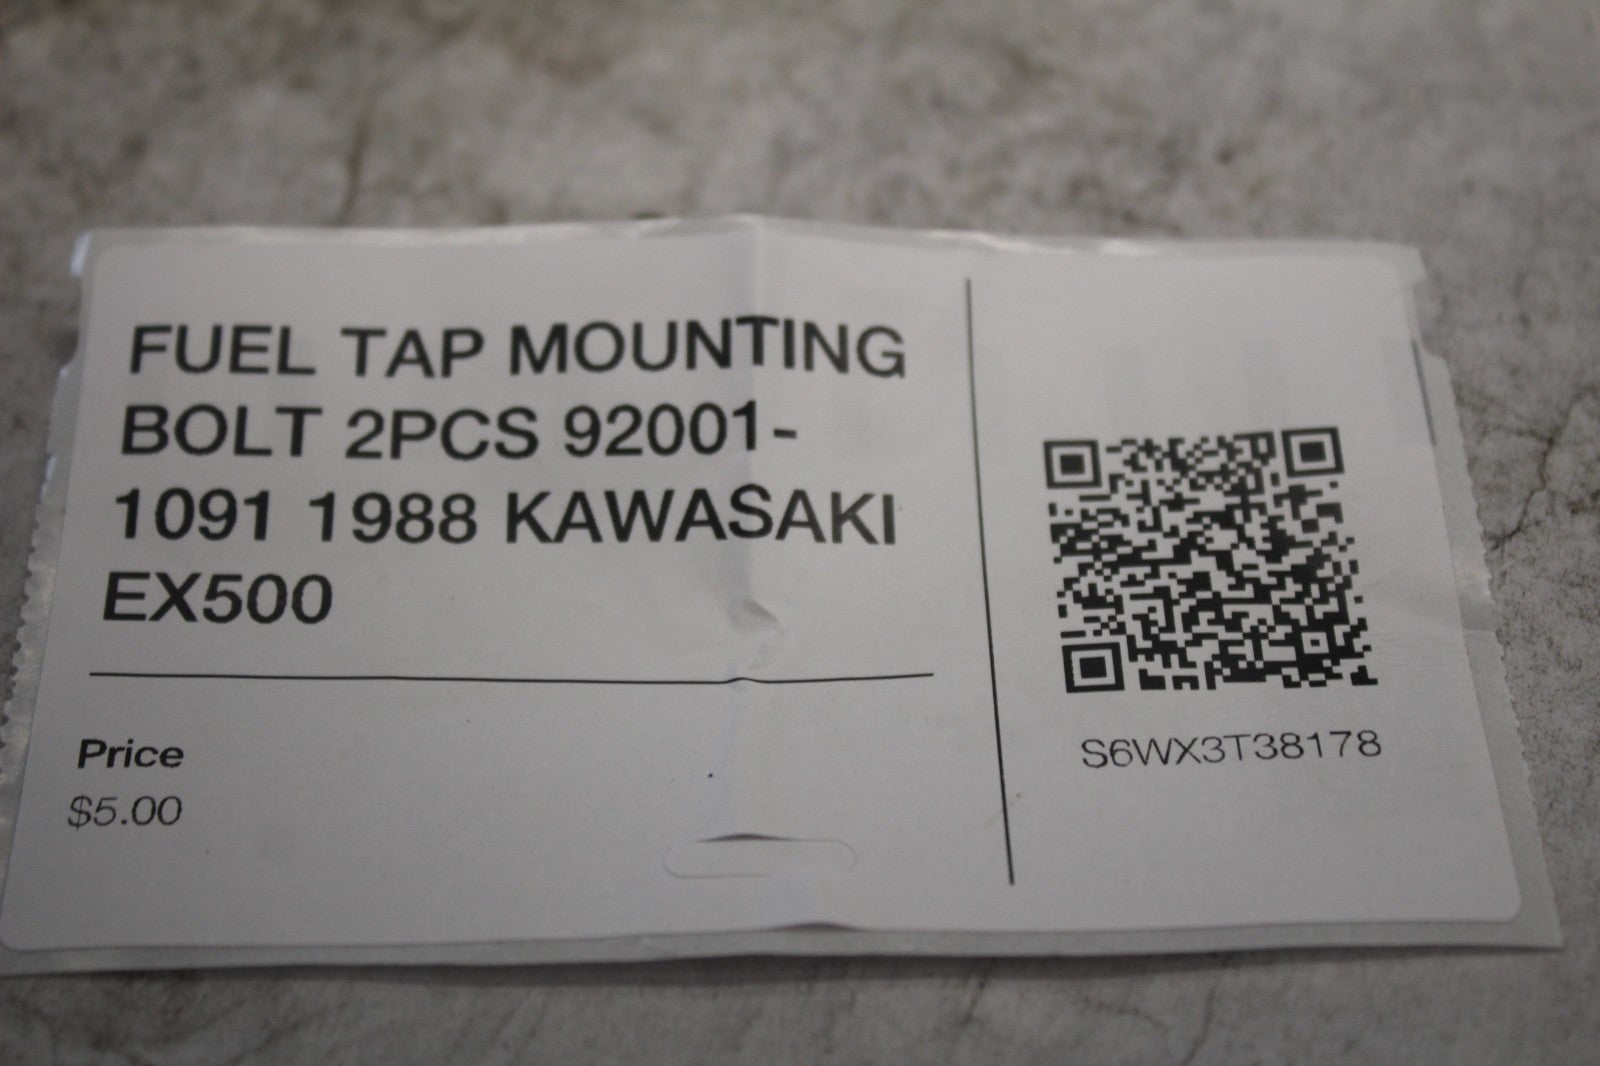 FUEL TAP MOUNTING
BOLT 2PCS 92001-
1091 1988 KAWASAKI
EX500
Price
$5.00
S6WX3T38178